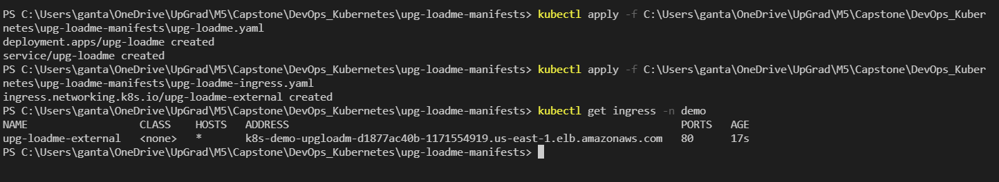 PS C:\Users\ganta\OneDrive\UpGrad\M5\Capstone\DevOps_Kubernetes\upg-loadme-manifests> kubectl apply -f C:\Users\ganta\OneDrive\UpGrad\M5\Capstone\DevOps_Kuber
netes\upg-loadme-manifests\upg-loadme.yaml
deployment.apps/upg-loadme created
service/upg-loadme created
PS C:\Users\ganta\OneDrive\UpGrad\M5\Capstone\DevOps_Kubernetes\upg-loadme-manifests> kubectl apply -f C:\Users\ganta\OneDrive\UpGrad\M5\Capstone\DevOps_Kuber
netes\upg-loadme-manifests\upg-loadme-ingress.yaml
ingress.networking.k8s.io/upg-loadme-external created
PS C:\Users\ganta\OneDrive\UpGrad\M5\Capstone\DevOps_Kubernetes\upg-loadme-manifests> kubectl get ingress -n demo
NAME CLASS HOSTS ADDRESS PORTS AGE
upg-loadme-external <none> * k8s-demo-upgloadm-d1877ac40b-1171554919.us-east-1.elb.amazonaws.com 80 17s
PS C:\Users\ganta\OneDrive\UpGrad\M5\Capstone\DevOps_Kubernetes\upg-loadme-manifests>